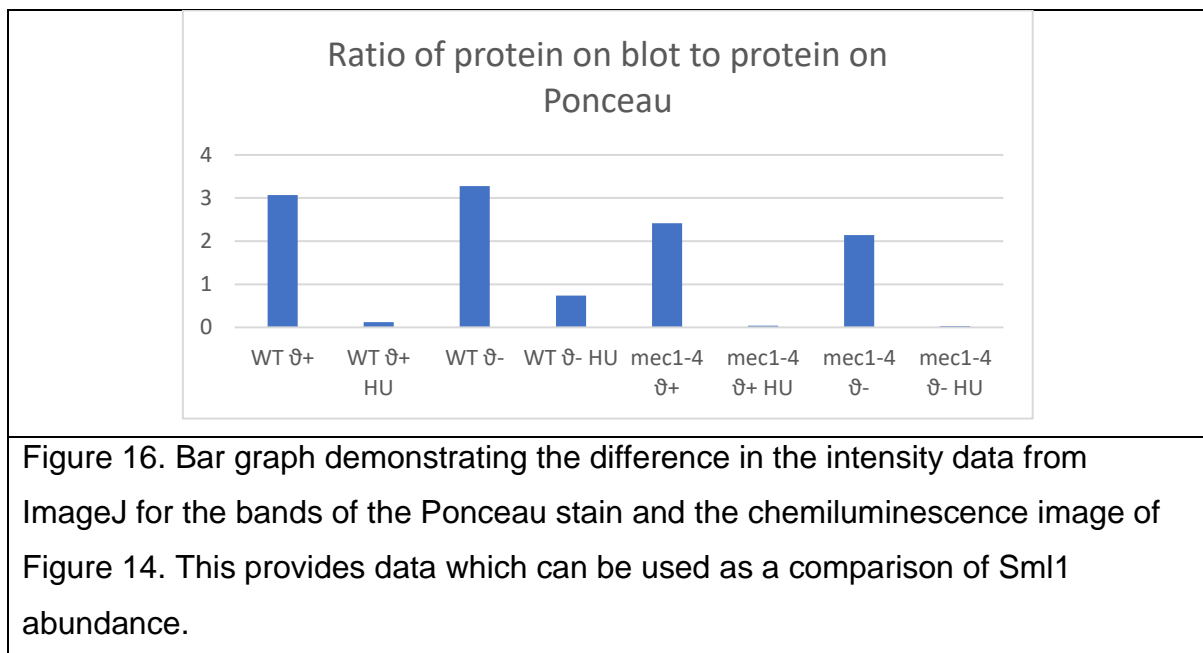 Ratio of protein on blot to protein on
Ponceau
4
3
2
1
0
WT ϑ+
WT ϑ+
HU
WT ϑ-
WT ϑ- HU
mec1-4
ϑ+
mec1-4
ϑ+ HU
mec1-4
ϑ-
mec1-4
ϑ- HU
Figure 16. Bar graph demonstrating the difference in the intensity data from
ImageJ for the bands of the Ponceau stain and the chemiluminescence image of
Figure 14. This provides data which can be used as a comparison of Sml1
abundance.